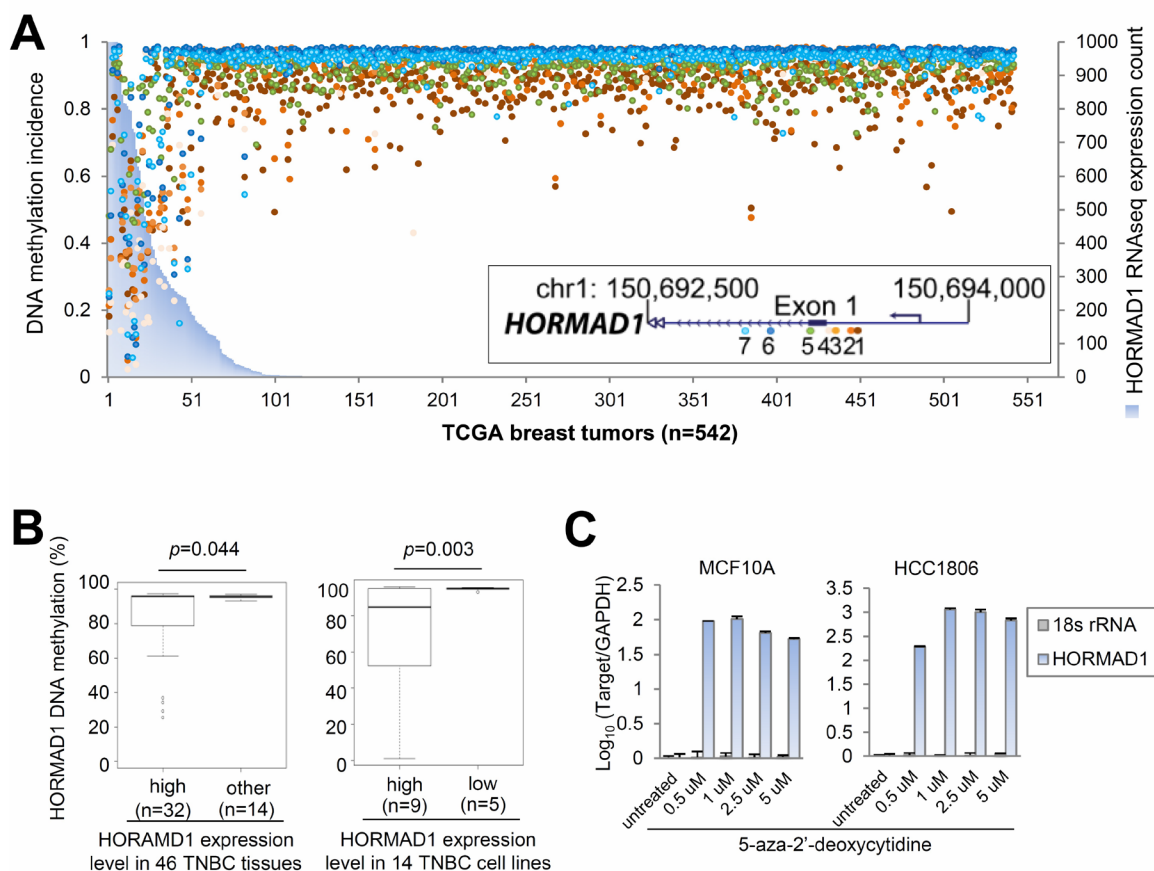 A
DNA methylation incidence
1
0.8
0.6
0.4
0.2
0
1000
900
800
700
600
500
400
300
200
100
0
HORMAD1 RNAseq expression count
chr1: 150,692,500
150,694,000
Exon 1
HORMAD1
7 6 5 4321
1 51 101 151 201 251 301 351 401 451 501 551
TCGA breast tumors (n=542)
B
HORMAD1 DNA methylation (%)
p=0.044
100
80
60
40
20
0
high
(n=32)
other
(n=14)
HORAMD1 expression
level in 46 TNBC tissues
p=0.003
100
80
60
40
20
0
high
(n=9)
low
(n=5)
HORMAD1 expression
level in 14 TNBC cell lines
C
Log10 (Target/GAPDH)
MCF10A
2.5
2
1.5
1
0.5
0
untreated
0.5 uM
1 uM
2.5 uM
5 uM
HCC1806
3.5
3
2.5
2
1.5
1
0.5
0
untreated
0.5 uM
1 uM
2.5 uM
5 uM
18s rRNA
HORMAD1
5-aza-2'-deoxycytidine